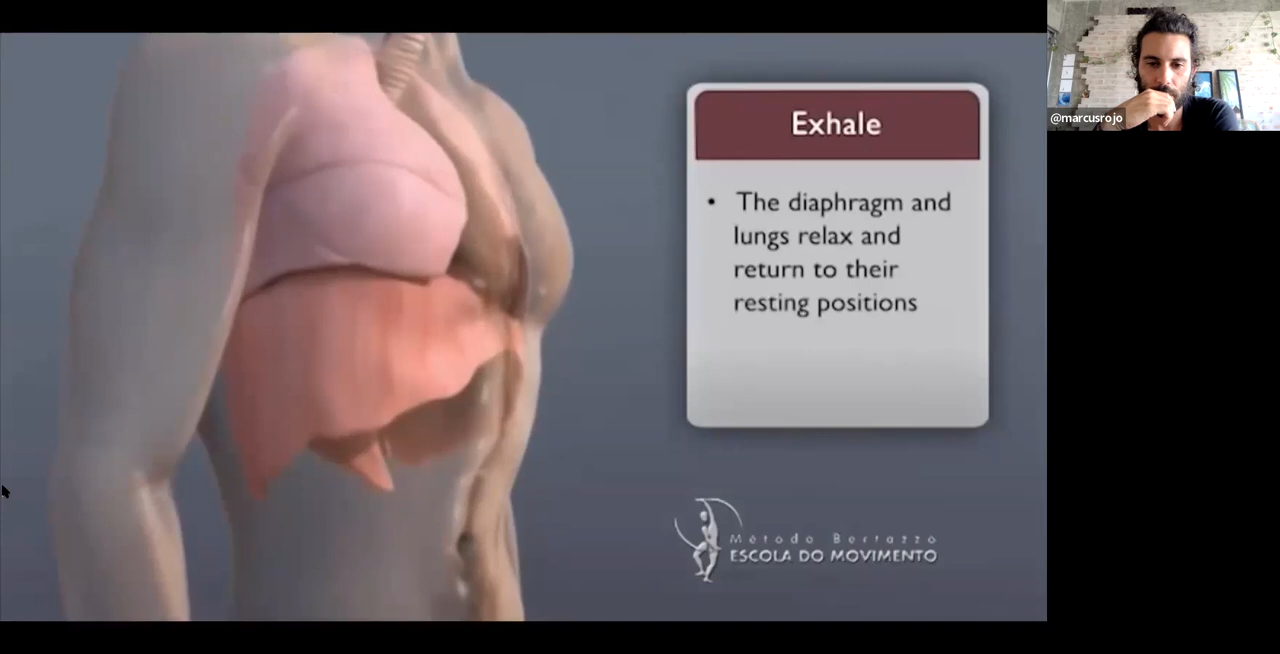 Exhale
• The diaphragm and
lungs relax and
return to their
resting positions
Método Bertazzo
ESCOLA DO MOVIMENTO
@marcusrojo